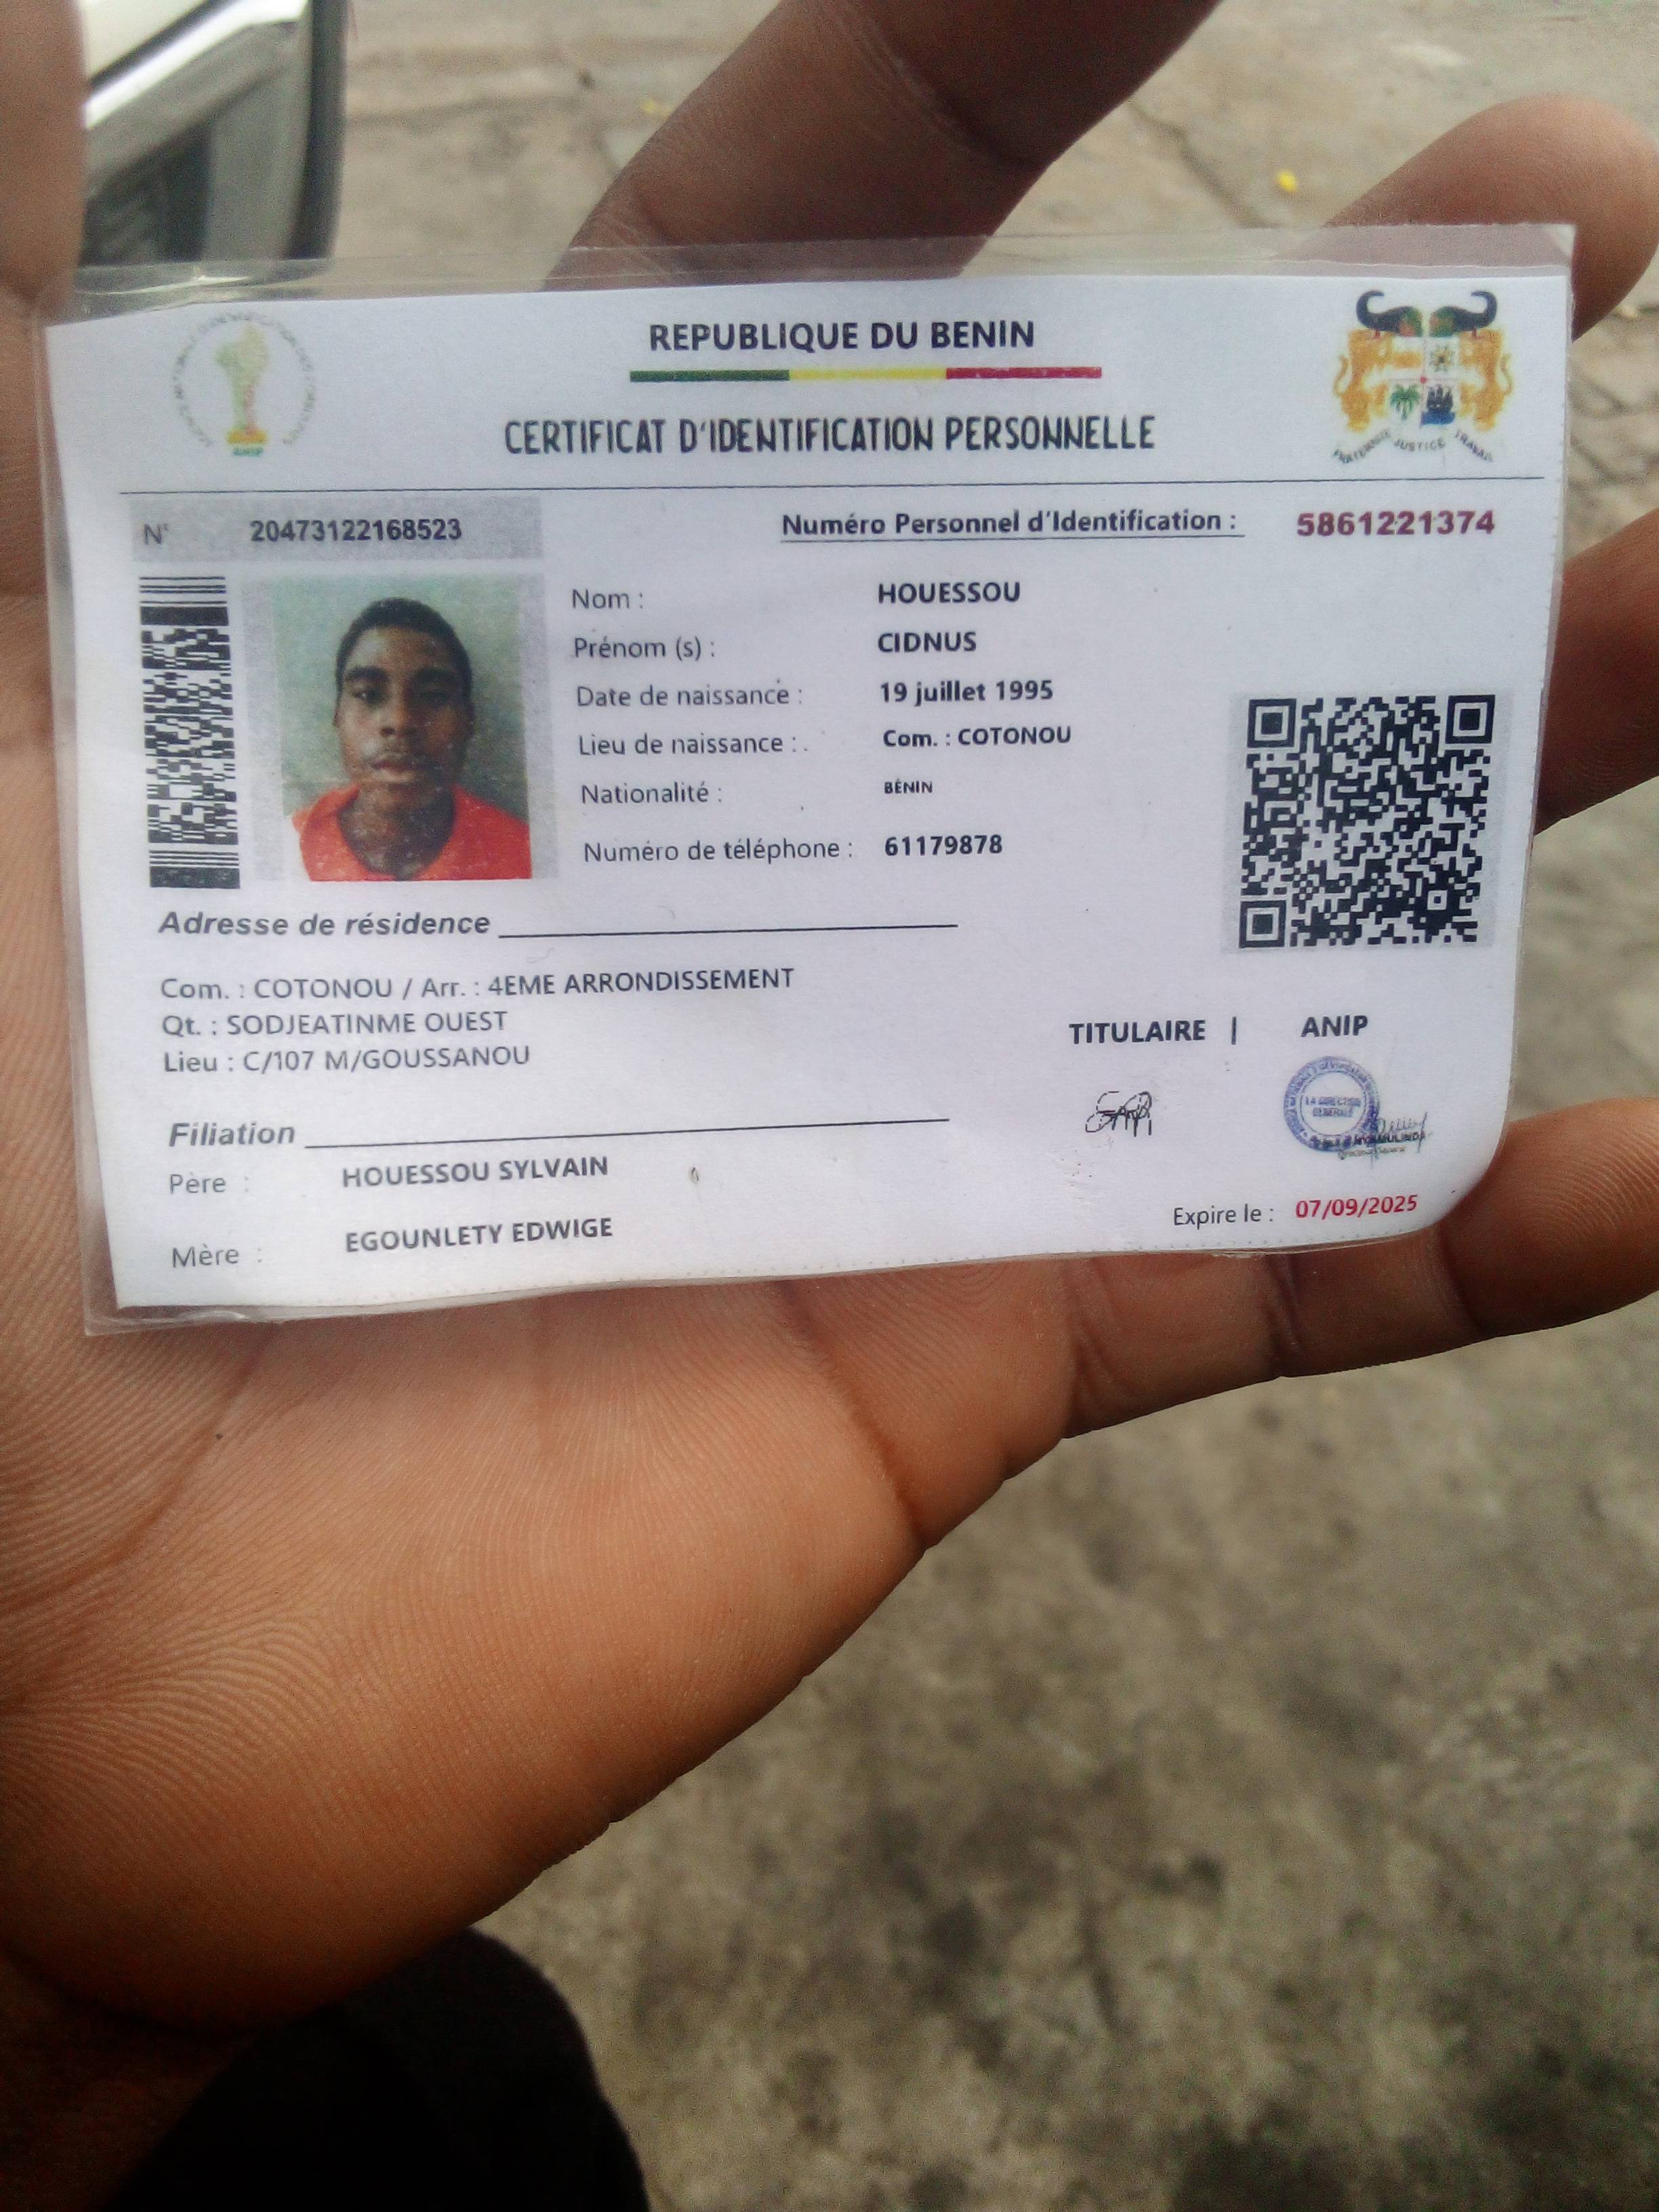 REPUBLIQUE DU BENIN
CERTIFICAT D'IDENTIFICATION PERSONNELLE
ANIP
FRATERNITE JUSTICE TRAVAIL
N° 20473122168523
Numéro Personnel d'Identification : 5861221374
Nom : HOUESSOU
Prénom (s) : CIDNUS
Date de naissance : 19 juillet 1995
Lieu de naissance : . Com. : COTONOU
Nationalité : BÉNIN
Numéro de téléphone : 61179878
Adresse de résidence
Com. : COTONOU / Arr. : 4EME ARRONDISSEMENT
Qt. : SODJEATINME OUEST
Lieu : C/107 M/GOUSSANOU
TITULAIRE | ANIP
LA DIRECTION
GENERALE
Filiation
Père : HOUESSOU SYLVAIN
Mère : EGOUNLETY EDWIGE
Expire le : 07/09/2025